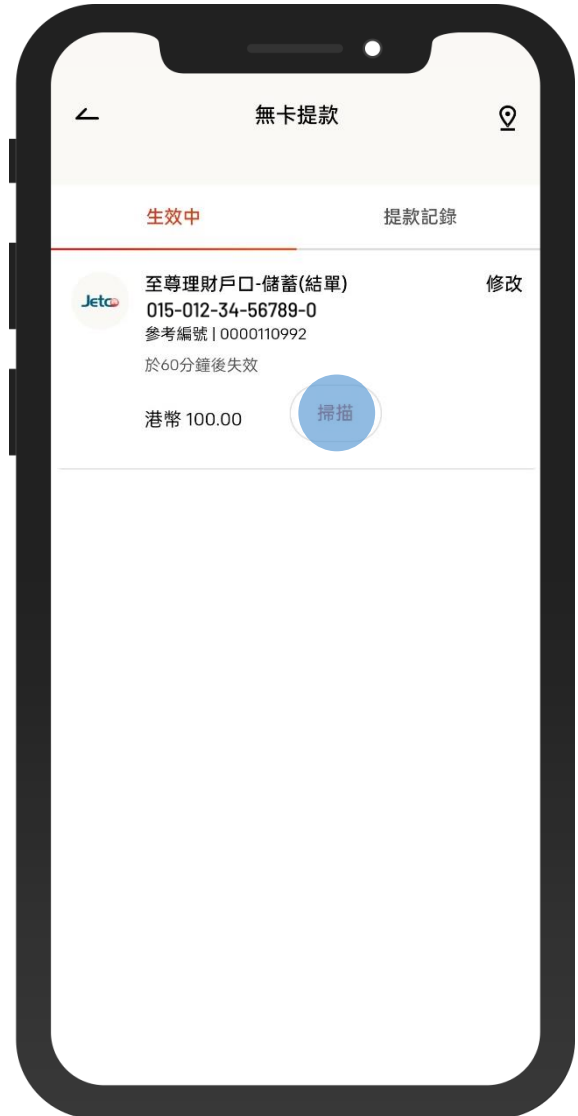 無卡提款
生效中
提款記錄
Jetco
至尊理財戶口-儲蓄(結單)
修改
015-012-34-56789-0
參考編號 | 0000110992
於60分鐘後失效
港幣 100.00
掃描